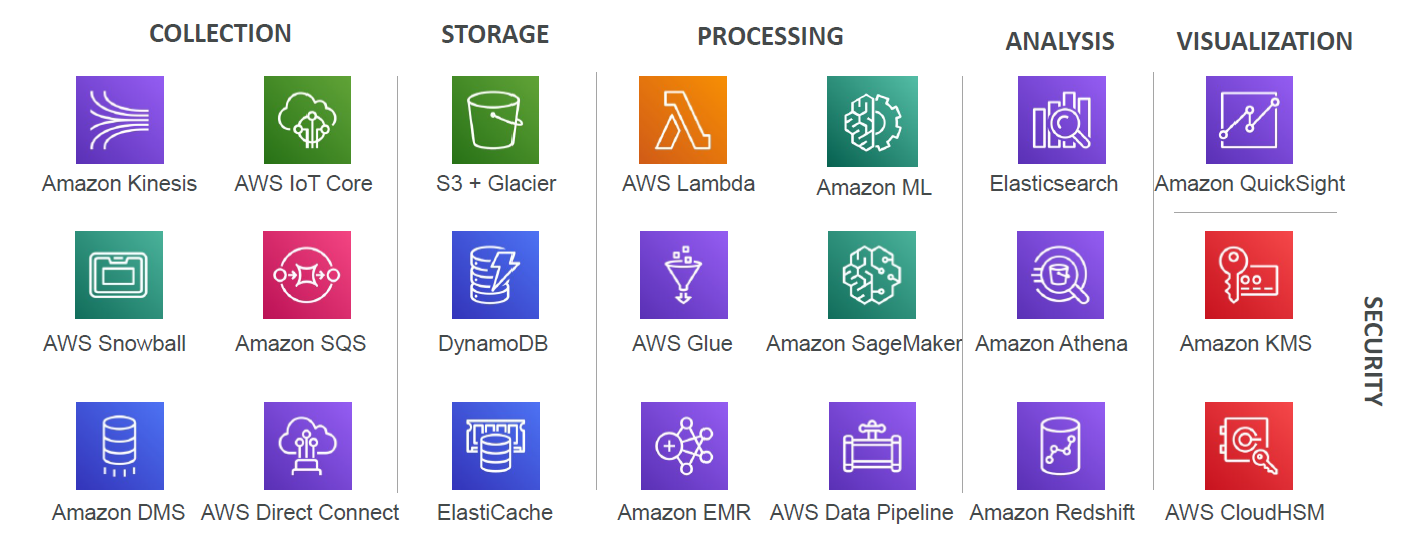 COLLECTION
STORAGE
PROCESSING
ANALYSIS
VISUALIZATION
Amazon Kinesis
AWS IoT Core
S3 + Glacier
AWS Lambda
Amazon ML
Elasticsearch
Amazon QuickSight
AWS Snowball
Amazon SQS
DynamoDB
AWS Glue
Amazon SageMaker
Amazon Athena
Amazon KMS
SECURITY
Amazon DMS
AWS Direct Connect
ElastiCache
Amazon EMR
AWS Data Pipeline
Amazon Redshift
AWS CloudHSM